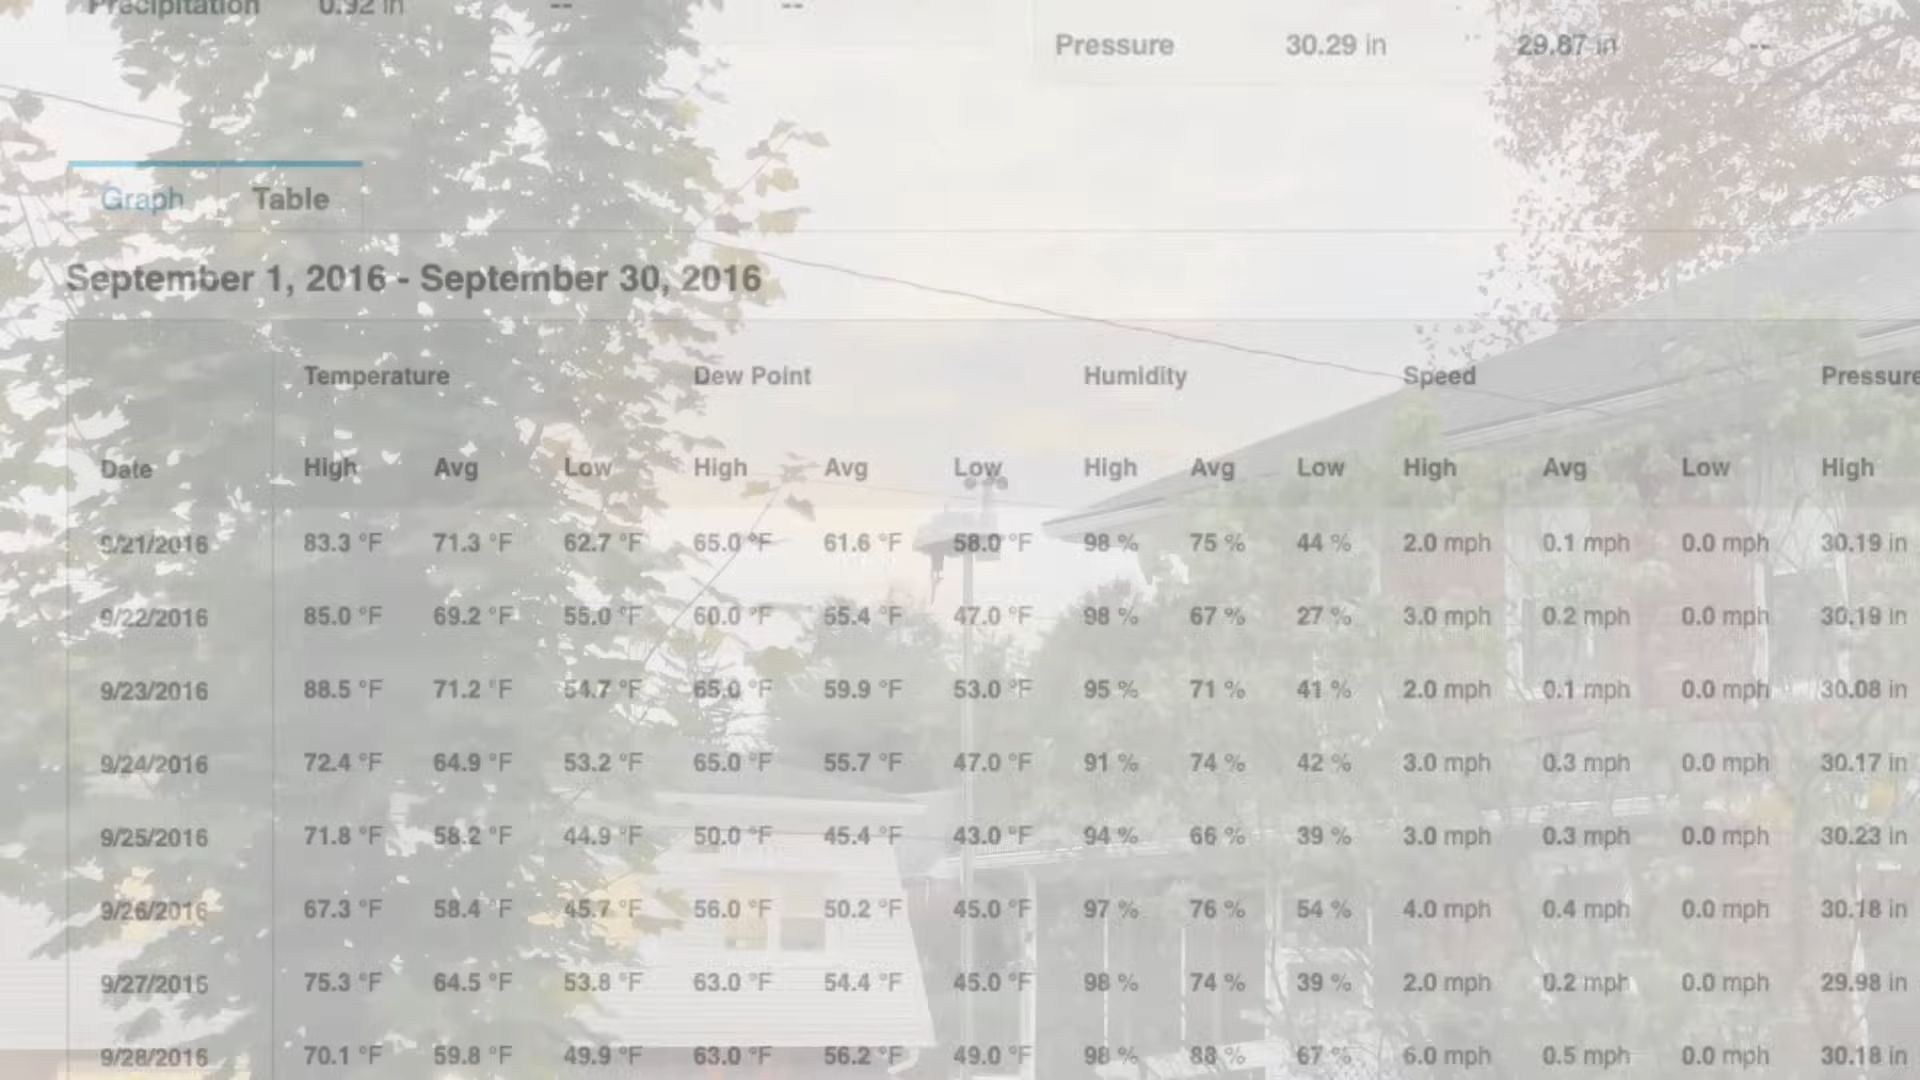 Precipitation 0.92 in -- --
Pressure 30.29 in -- 29.87 in --
Graph Table
September 1, 2016 - September 30, 2016
Temperature Dew Point Humidity Speed Pressure
Date High Avg Low High Avg Low High Avg Low High Avg Low High
9/21/2016 83.3 °F 71.3 °F 62.7 °F 65.0 °F 61.6 °F 58.0 °F 98 % 75 % 44 % 2.0 mph 0.1 mph 0.0 mph 30.19 in
9/22/2016 85.0 °F 69.2 °F 55.0 °F 60.0 °F 55.4 °F 47.0 °F 98 % 67 % 27 % 3.0 mph 0.2 mph 0.0 mph 30.19 in
9/23/2016 88.5 °F 71.2 °F 54.7 °F 65.0 °F 59.9 °F 53.0 °F 95 % 71 % 41 % 2.0 mph 0.1 mph 0.0 mph 30.08 in
9/24/2016 72.4 °F 64.9 °F 53.2 °F 65.0 °F 55.7 °F 47.0 °F 91 % 74 % 42 % 3.0 mph 0.3 mph 0.0 mph 30.17 in
9/25/2016 71.8 °F 58.2 °F 44.9 °F 50.0 °F 45.4 °F 43.0 °F 94 % 66 % 39 % 3.0 mph 0.3 mph 0.0 mph 30.23 in
9/26/2016 67.3 °F 58.4 °F 45.7 °F 56.0 °F 50.2 °F 45.0 °F 97 % 76 % 54 % 4.0 mph 0.4 mph 0.0 mph 30.18 in
9/27/2016 75.3 °F 64.5 °F 53.8 °F 63.0 °F 54.4 °F 45.0 °F 98 % 74 % 39 % 2.0 mph 0.2 mph 0.0 mph 29.98 in
9/28/2016 70.1 °F 59.8 °F 49.9 °F 63.0 °F 56.2 °F 49.0 °F 98 % 88 % 67 % 6.0 mph 0.5 mph 0.0 mph 30.18 in